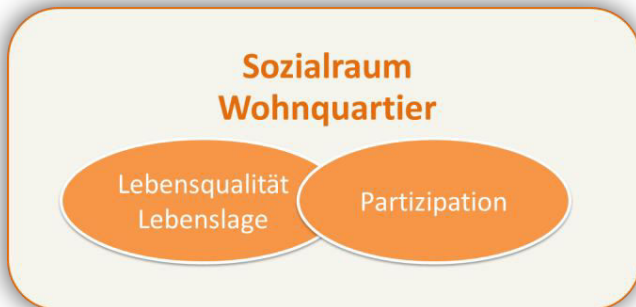 Sozialraum
Wohnquartier
Lebensqualität
Lebenslage
Partizipation